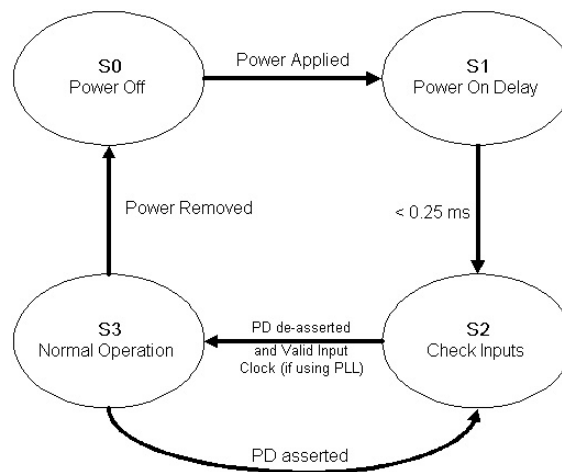 S0
Power Off
Power Applied
S1
Power On Delay
Power Removed
< 0.25 ms
S3
Normal Operation
PD de-asserted
and Valid Input
Clock (if using PLL)
S2
Check Inputs
PD asserted